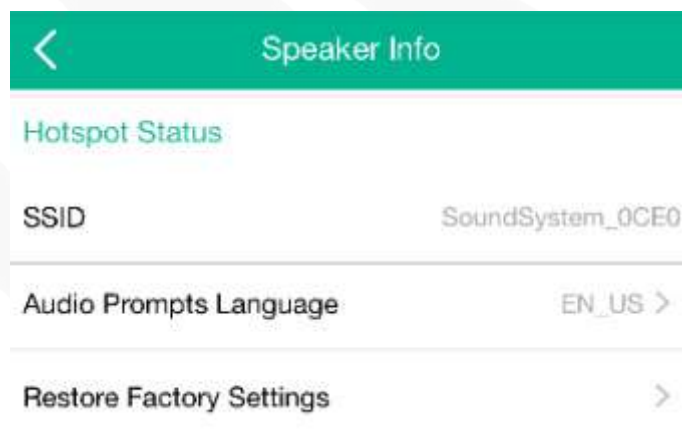 Speaker Info
Hotspot Status
SSID SoundSystem_0CE0
Audio Prompts Language EN_US >
Restore Factory Settings >